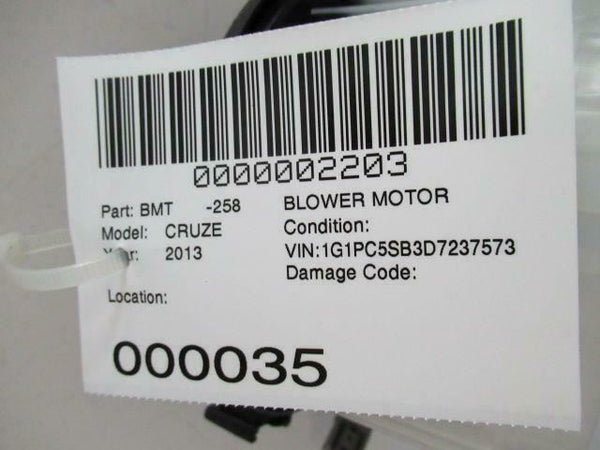 0000002203
Part: BMT -258 BLOWER MOTOR
Model: CRUZE Condition:
Year: 2013 VIN:1G1PC5SB3D7237573
Damage Code:
Location:
000035